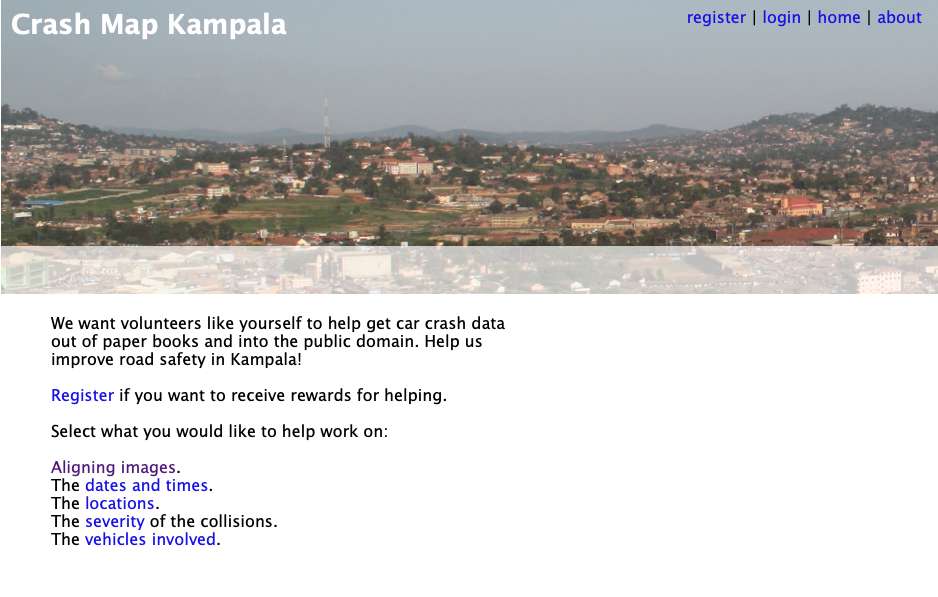 Crash Map Kampala
register | login | home | about
We want volunteers like yourself to help get car crash data
out of paper books and into the public domain. Help us
improve road safety in Kampala!
Register if you want to receive rewards for helping.
Select what you would like to help work on:
Aligning images.
The dates and times.
The locations.
The severity of the collisions.
The vehicles involved.